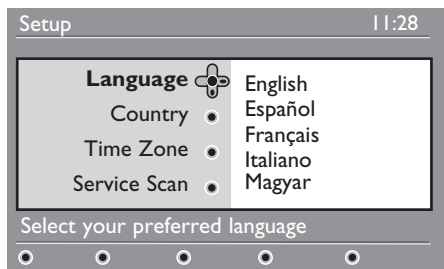 Setup 11:28
Language
Country
Time Zone
Service Scan
English
Español
Français
Italiano
Magyar
Select your preferred language